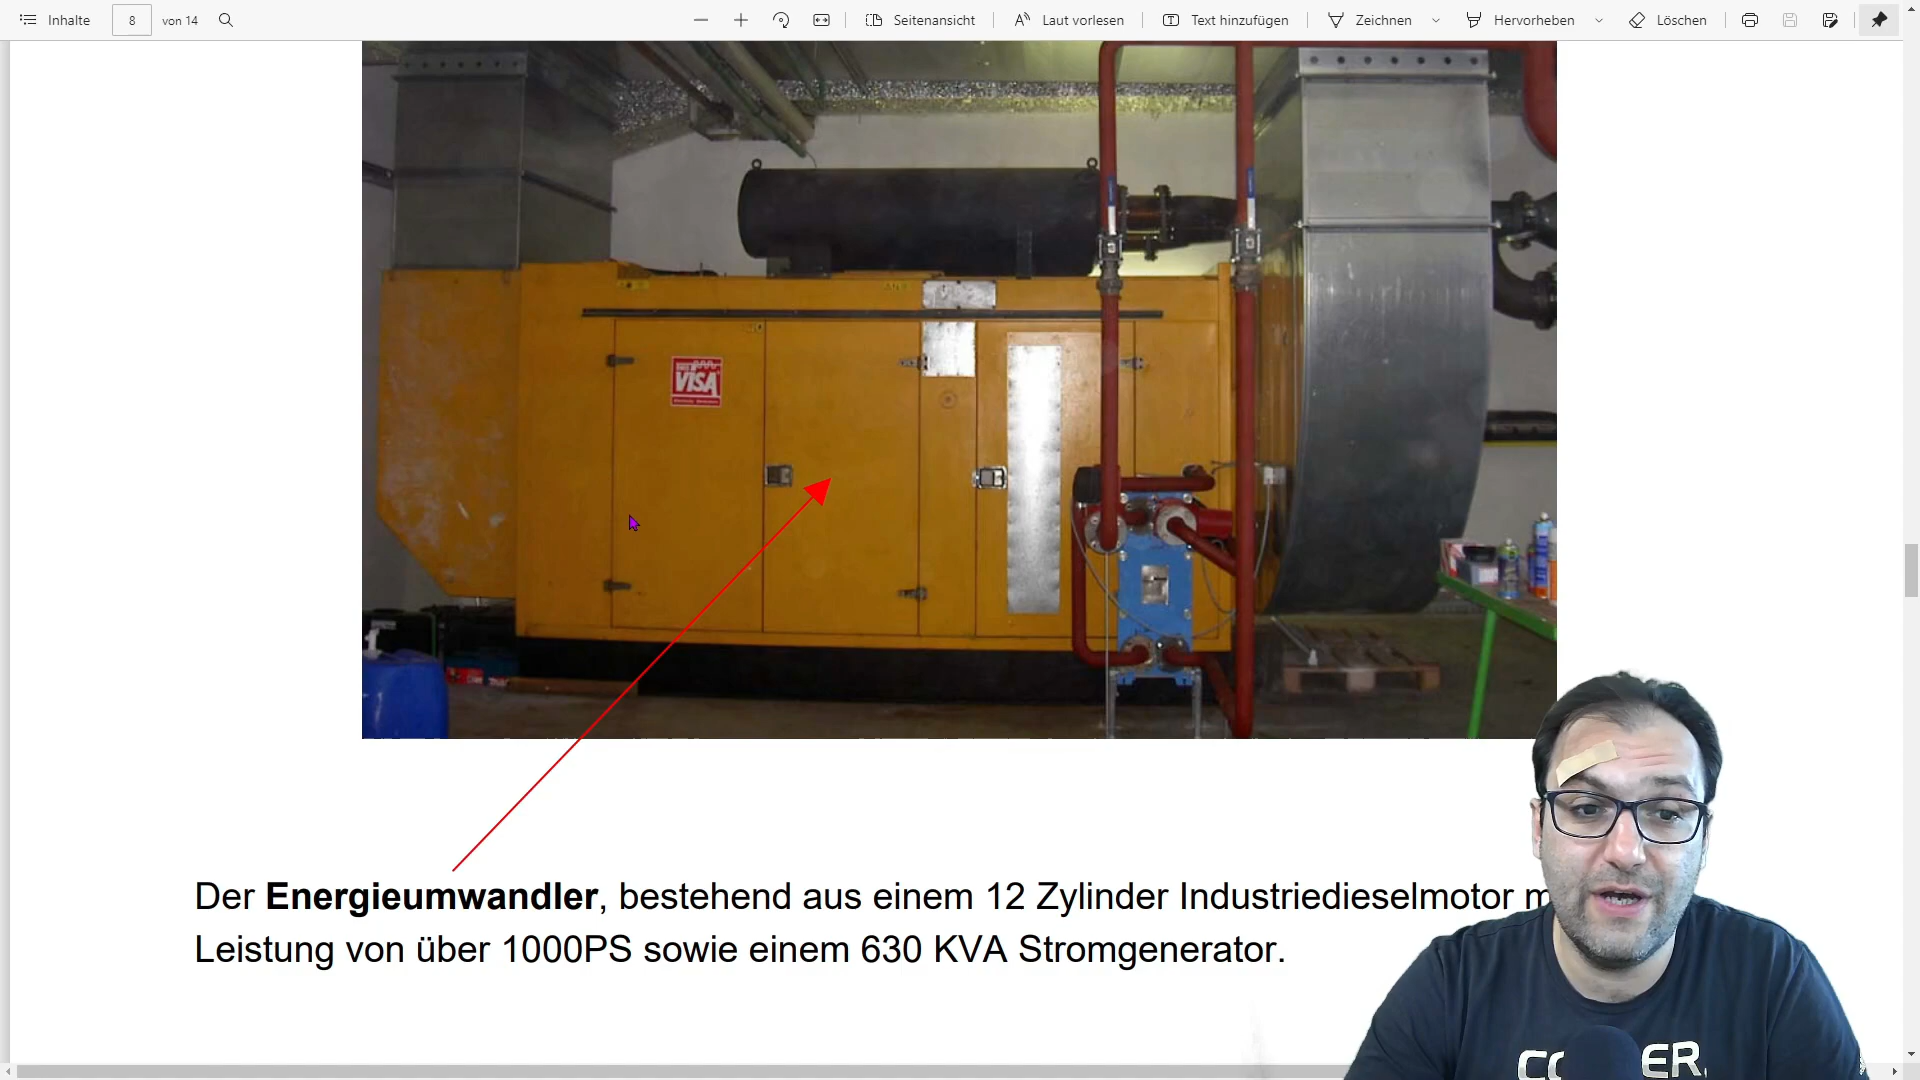 Inhalte
8
von 14
Seitenansicht
Laut vorlesen
Text hinzufügen
Zeichnen
Hervorheben
Löschen
VISA
Der Energieumwandler, bestehend aus einem 12 Zylinder Industriedieselmotor m
Leistung von über 1000PS sowie einem 630 KVA Stromgenerator.